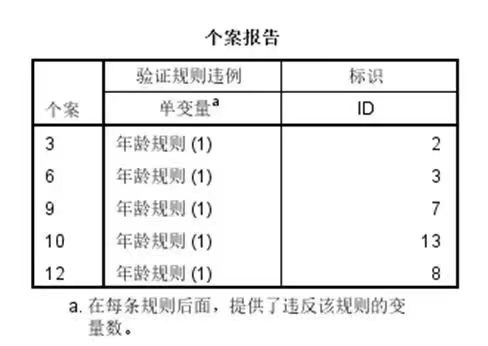 个案报告
验证规则违例 标识
个案 单变量a ID
3 年龄规则 (1) 2
6 年龄规则 (1) 3
9 年龄规则 (1) 7
10 年龄规则 (1) 13
12 年龄规则 (1) 8
a. 在每条规则后面，提供了违反该规则的变
量数。